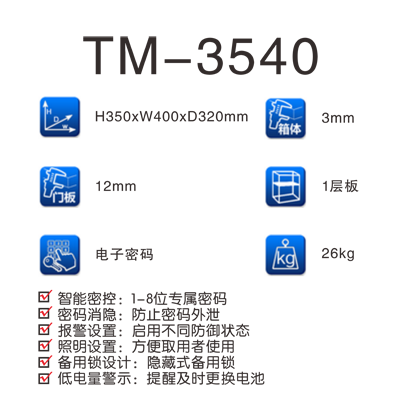 TM-3540
H350xW400xD320mm
箱体
3mm
门板
12mm
1层板
电子密码
kg
26kg
智能密控：1-8位专属密码
密码消隐：防止密码外泄
报警设置：启用不同防御状态
照明设置：方便取用者使用
备用锁设计：隐藏式备用锁
低电量警示：提醒及时更换电池